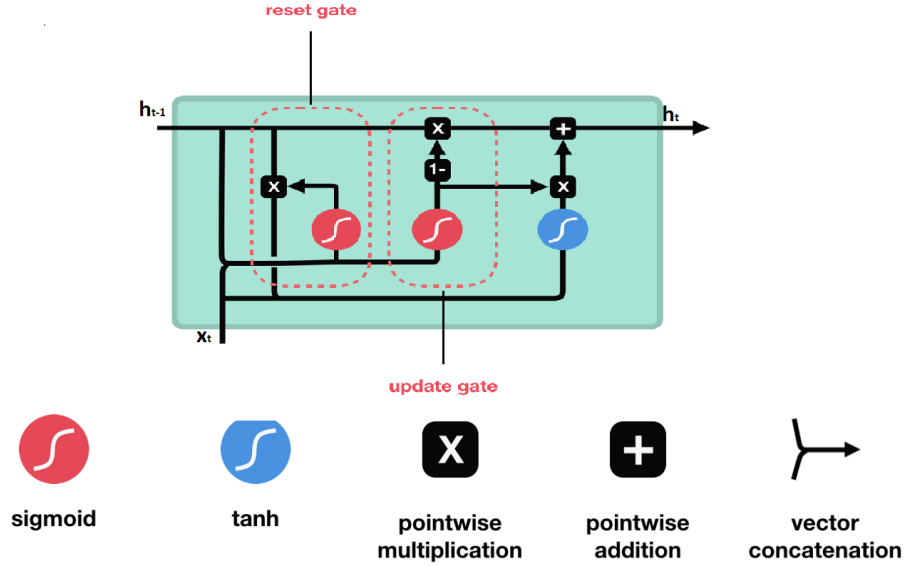 reset gate
ht-1
ht
x
+
1-
x
x
xt
update gate
x
+
sigmoid
tanh
pointwise
multiplication
pointwise
addition
vector
concatenation